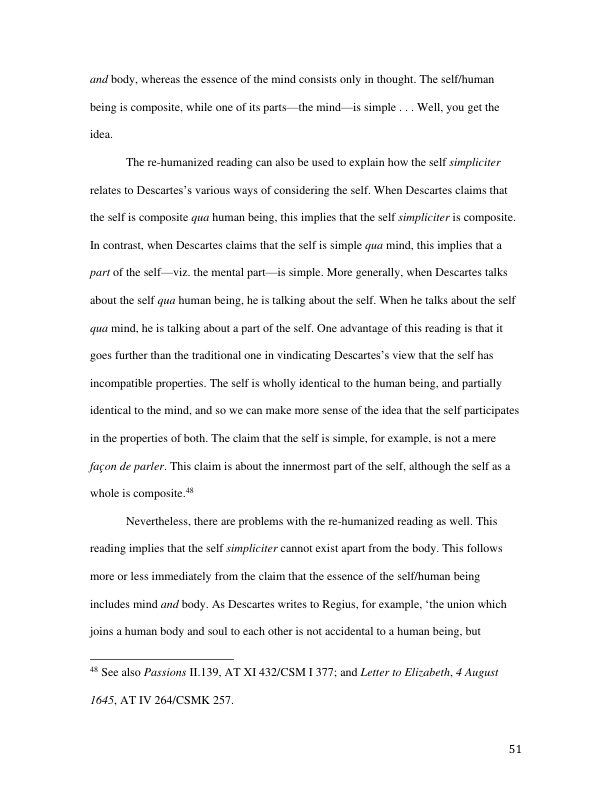 and body, whereas the essence of the mind consists only in thought. The self/human
being is composite, while one of its parts—the mind—is simple . . . Well, you get the
idea.
The re-humanized reading can also be used to explain how the self simpliciter
relates to Descartes’s various ways of considering the self. When Descartes claims that
the self is composite qua human being, this implies that the self simpliciter is composite.
In contrast, when Descartes claims that the self is simple qua mind, this implies that a
part of the self—viz. the mental part—is simple. More generally, when Descartes talks
about the self qua human being, he is talking about the self. When he talks about the self
qua mind, he is talking about a part of the self. One advantage of this reading is that it
goes further than the traditional one in vindicating Descartes’s view that the self has
incompatible properties. The self is wholly identical to the human being, and partially
identical to the mind, and so we can make more sense of the idea that the self participates
in the properties of both. The claim that the self is simple, for example, is not a mere
façon de parler. This claim is about the innermost part of the self, although the self as a
whole is composite.48
Nevertheless, there are problems with the re-humanized reading as well. This
reading implies that the self simpliciter cannot exist apart from the body. This follows
more or less immediately from the claim that the essence of the self/human being
includes mind and body. As Descartes writes to Regius, for example, ‘the union which
joins a human body and soul to each other is not accidental to a human being, but
48 See also Passions II.139, AT XI 432/CSM I 377; and Letter to Elizabeth, 4 August
1645, AT IV 264/CSMK 257.
51